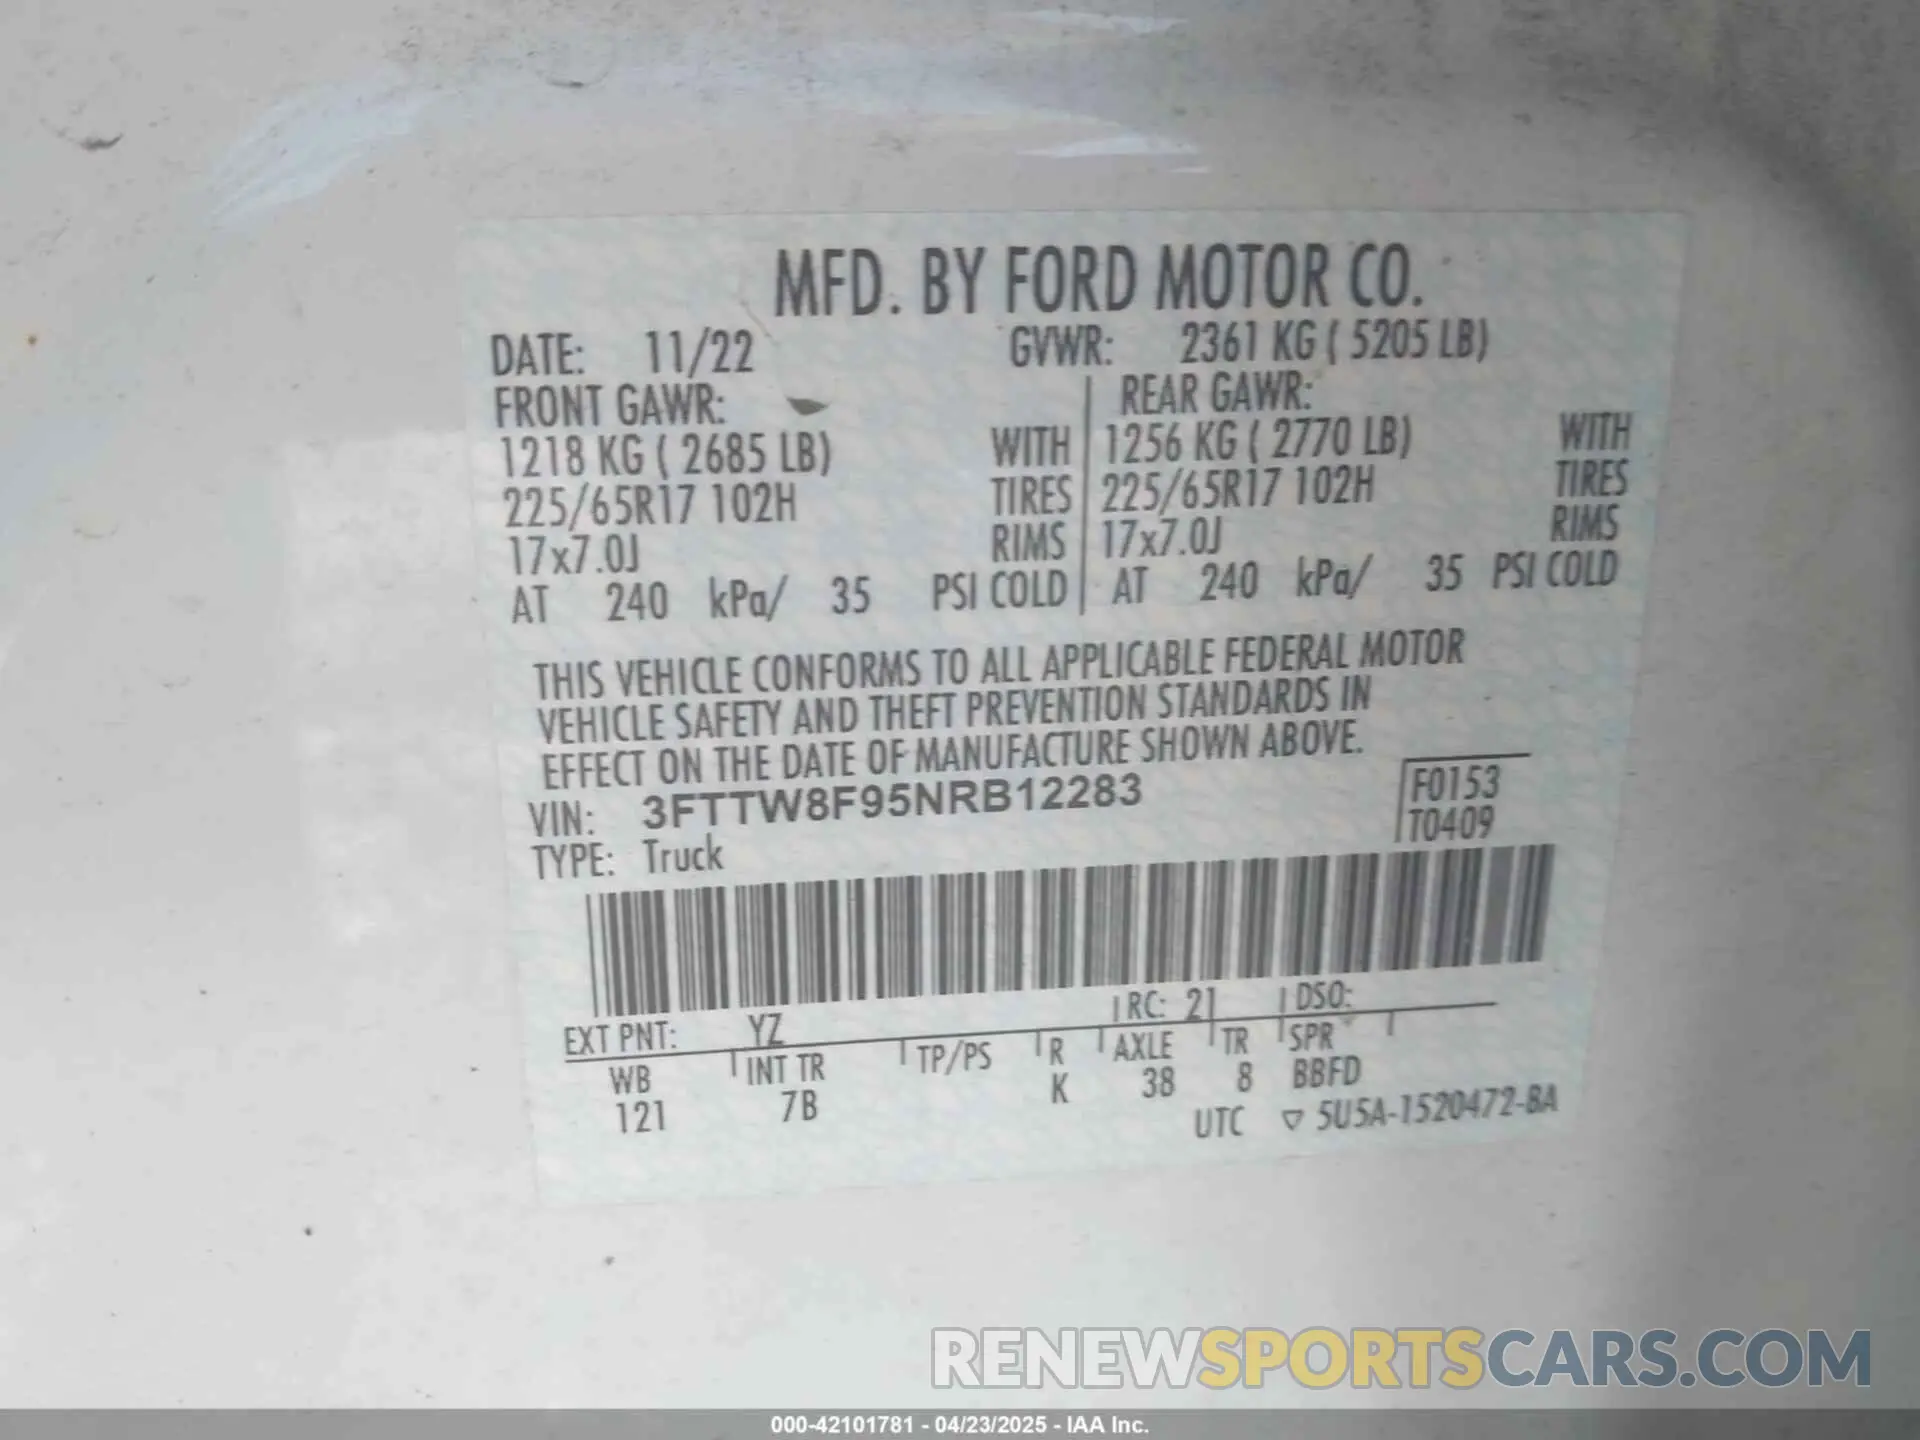 MFD. BY FORD MOTOR CO.
DATE: 11/22 GVWR: 2361 KG ( 5205 LB)
FRONT GAWR: REAR GAWR:
1218 KG ( 2685 LB) WITH 1256 KG ( 2770 LB) WITH
225/65R17 102H TIRES 225/65R17 102H TIRES
17x7.0J RIMS 17x7.0J RIMS
AT 240 kPa/ 35 PSI COLD AT 240 kPa/ 35 PSI COLD
THIS VEHICLE CONFORMS TO ALL APPLICABLE FEDERAL MOTOR
VEHICLE SAFETY AND THEFT PREVENTION STANDARDS IN
EFFECT ON THE DATE OF MANUFACTURE SHOWN ABOVE.
VIN: 3FTTW8F95NRB12283 F0153
TYPE: Truck T0409
EXT PNT: YZ RC: 21 DSO:
WB INT TR TP/PS R AXLE TR SPR
121 7B K 38 8 BBFD
UTC ▽ 5U5A-1520472-BA
RENEWSPORTSCARS.COM
000-42101781 - 04/23/2025 - IAA Inc.